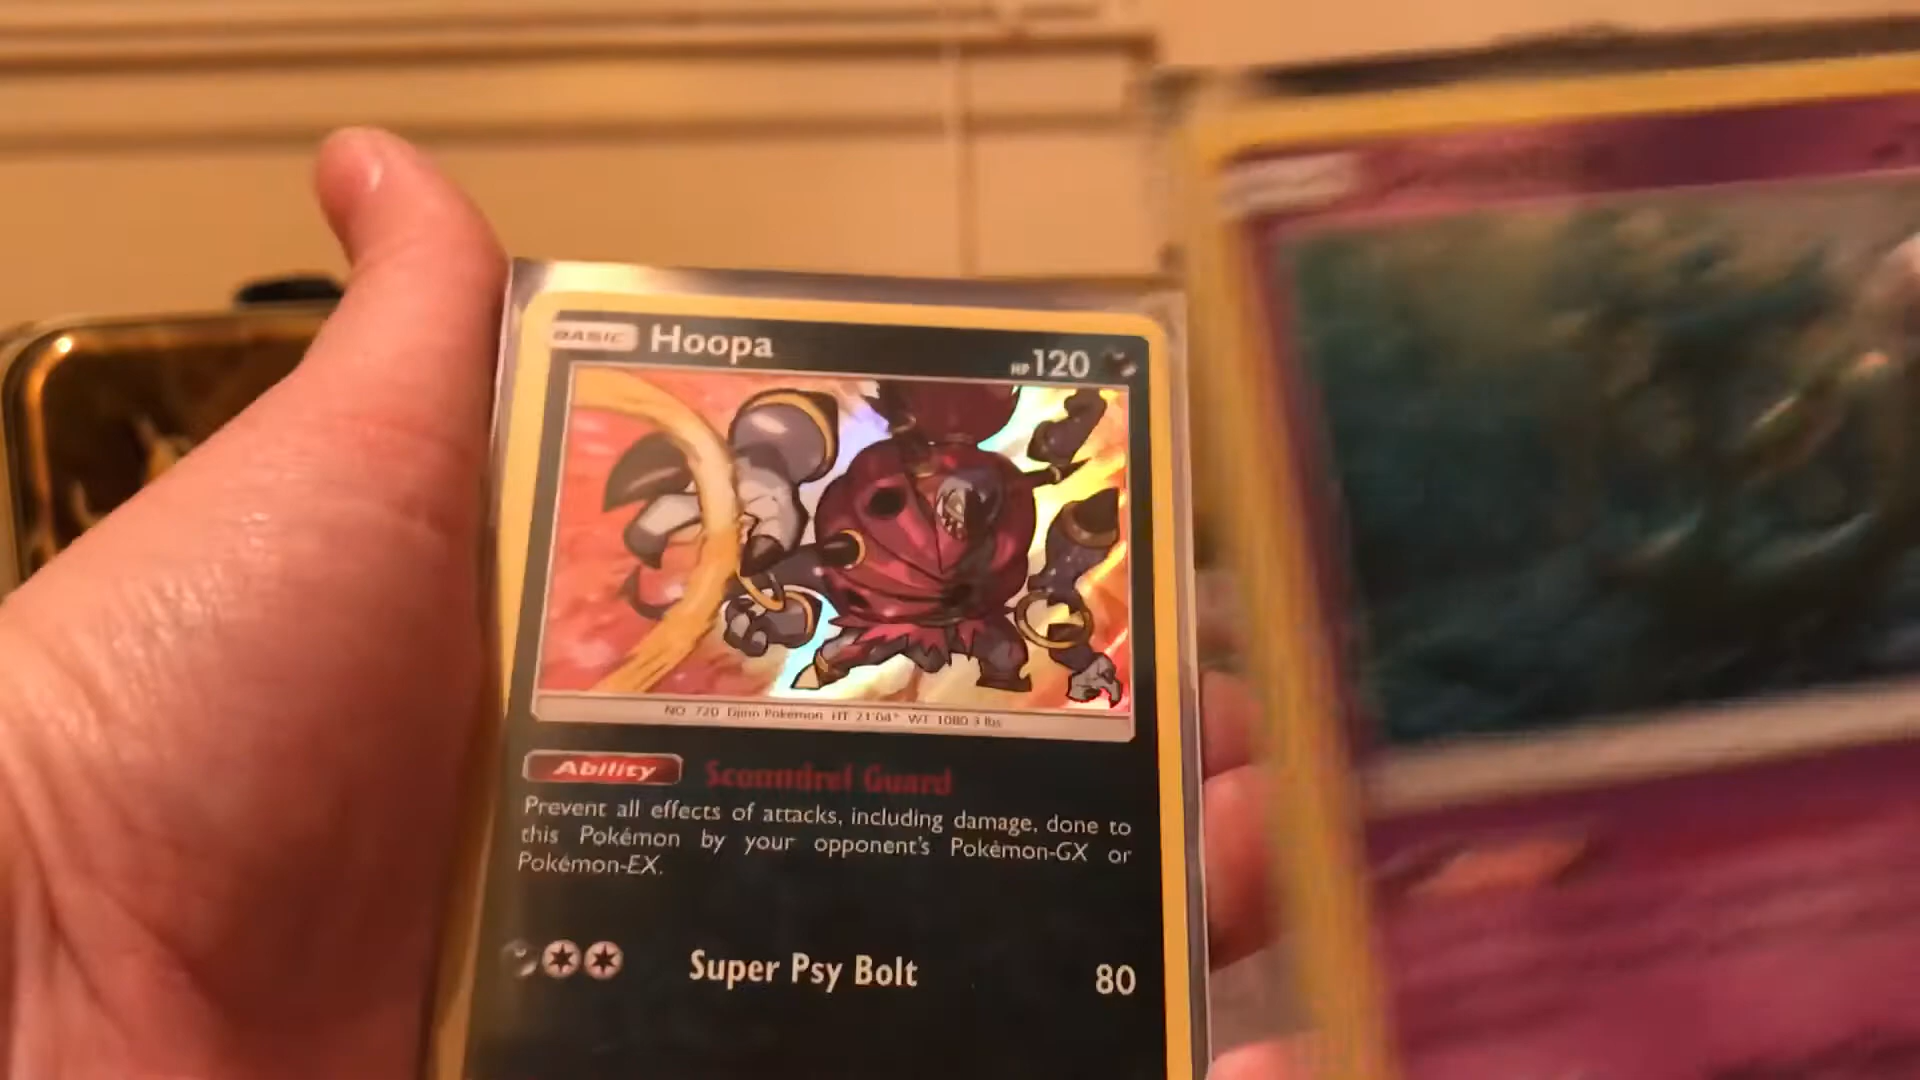 BASIC Hoopa HP 120
NO. 720 Djinn Pokémon HT: 21'04" WT: 1080.3 lbs.
Ability Scoundrel Guard
Prevent all effects of attacks, including damage, done to
this Pokémon by your opponent's Pokémon-GX or
Pokémon-EX.
Super Psy Bolt 80